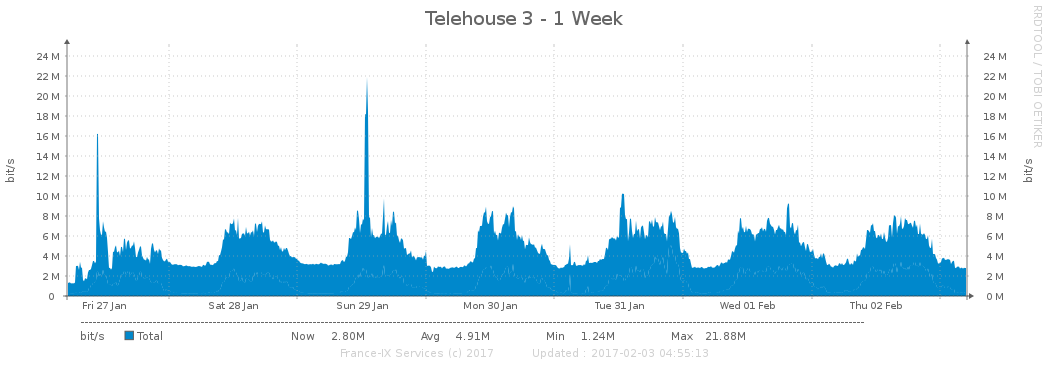 Telehouse 3 - 1 Week
RRDTOOL / TOBI OETIKER
bit/s
24 M 24 M
22 M 22 M
20 M 20 M
18 M 18 M
16 M 16 M
14 M 14 M
12 M 12 M
10 M 10 M
8 M 8 M
6 M 6 M
4 M 4 M
2 M 2 M
0 0 M
bit/s
Fri 27 Jan Sat 28 Jan Sun 29 Jan Mon 30 Jan Tue 31 Jan Wed 01 Feb Thu 02 Feb
bit/s Total Now 2.80M Avg 4.91M Min 1.24M Max 21.88M
France-IX Services (c) 2017 Updated : 2017-02-03 04:55:13